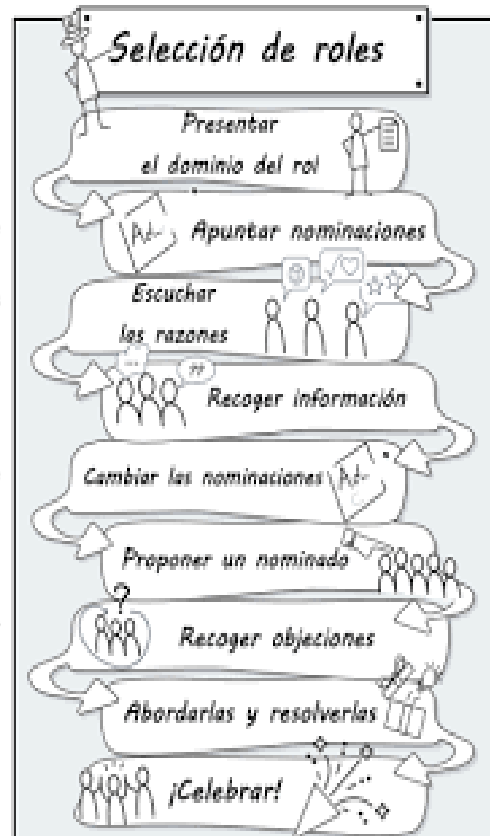 Selección de roles
Presentar
el dominio del rol
Apuntar nominaciones
Escuchar
las razones
Recoger información
Cambiar las nominaciones
Proponer un nominado
?
Recoger objeciones
Abordarlas y resolverlas
¡Celebrar!